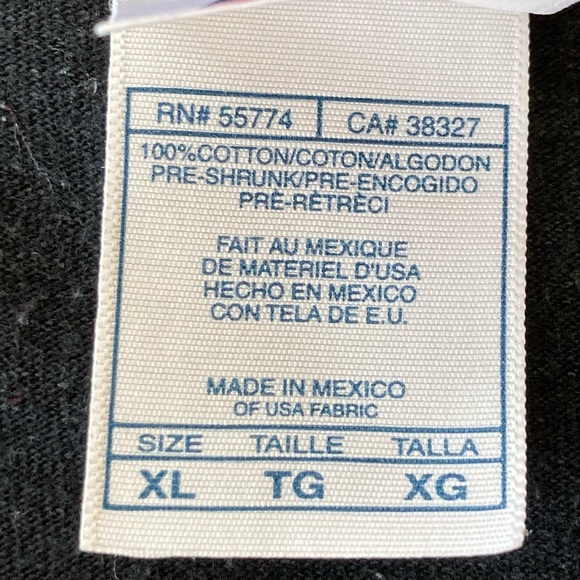 RN# 55774 CA# 38327
100%COTTON/COTON/ALGODON
PRE-SHRUNK/PRE-ENCOGIDO
PRÉ-RÉTRÉCI
FAIT AU MEXIQUE
DE MATERIEL D'USA
HECHO EN MEXICO
CON TELA DE E.U.
MADE IN MEXICO
OF USA FABRIC
SIZE TAILLE TALLA
XL TG XG